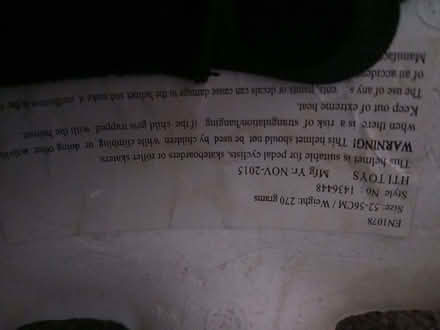 EN1078
Size: 52-56CM / Weight: 270 grams
Style No: 1436448
HTI TOYS Mfg Yr: NOV-2015
This helmet is suitable for pedal cyclists, skateboarders or roller skaters
WARNING! This helmet should not be used by children while climbing or doing other activities
when there is a risk of strangulation/hanging if the child gets trapped with the helmet
Keep out of extreme heat.
The use of any paints or decals can cause damage to the helmet and make it
of an accident
Manufac